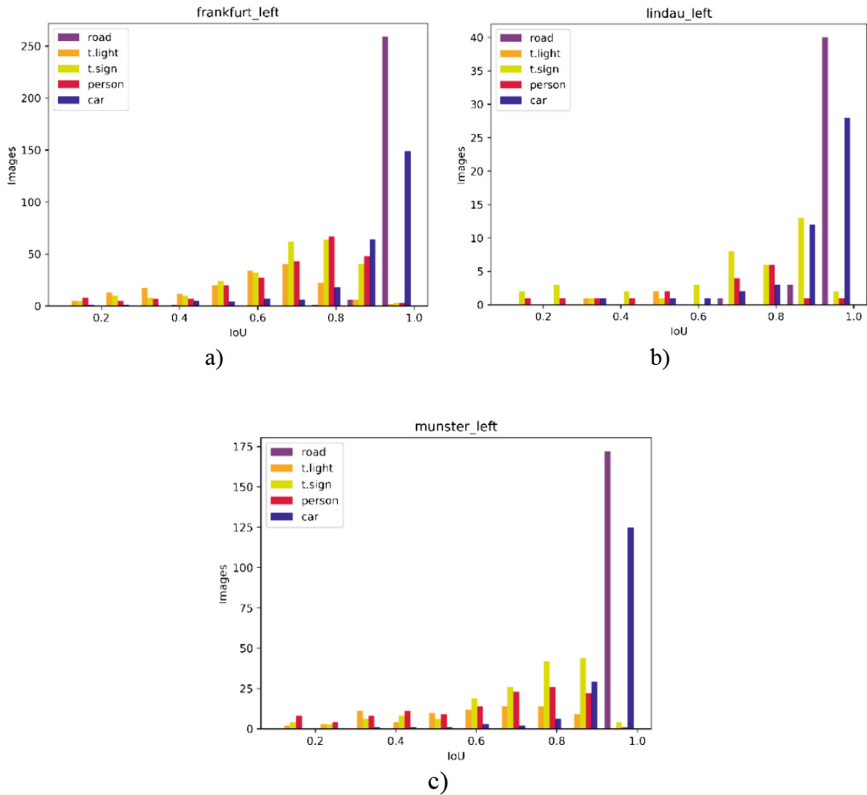 frankfurt_left
road
t.light
t.sign
person
car
250
200
150
100
50
0
Images
0.2 0.4 0.6 0.8 1.0
IoU
a)
lindau_left
road
t.light
t.sign
person
car
40
35
30
25
20
15
10
5
0
Images
0.2 0.4 0.6 0.8 1.0
IoU
b)
munster_left
road
t.light
t.sign
person
car
175
150
125
100
75
50
25
0
Images
0.2 0.4 0.6 0.8 1.0
IoU
c)